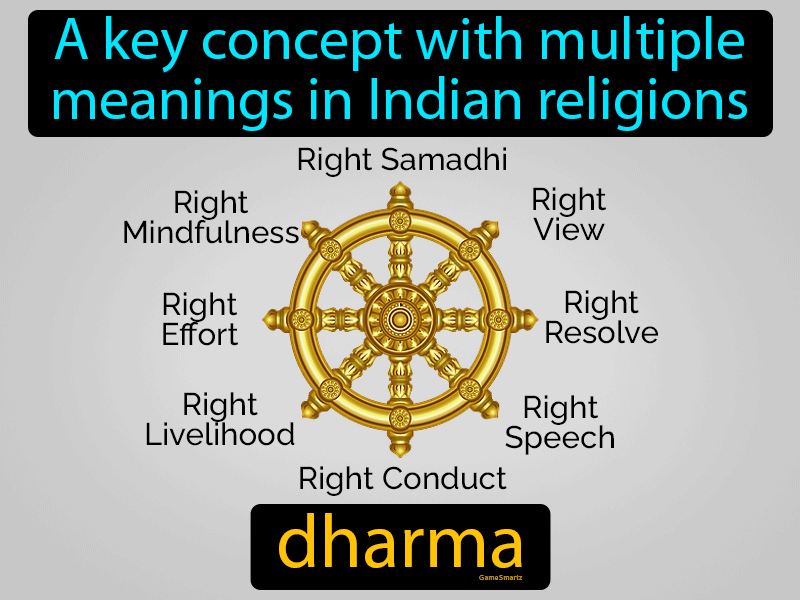 A key concept with multiple
meanings in Indian religions
Right Samadhi
Right
Mindfulness
Right
View
Right
Effort
Right
Resolve
Right
Livelihood
Right
Speech
Right Conduct
dharma
GameSmartz